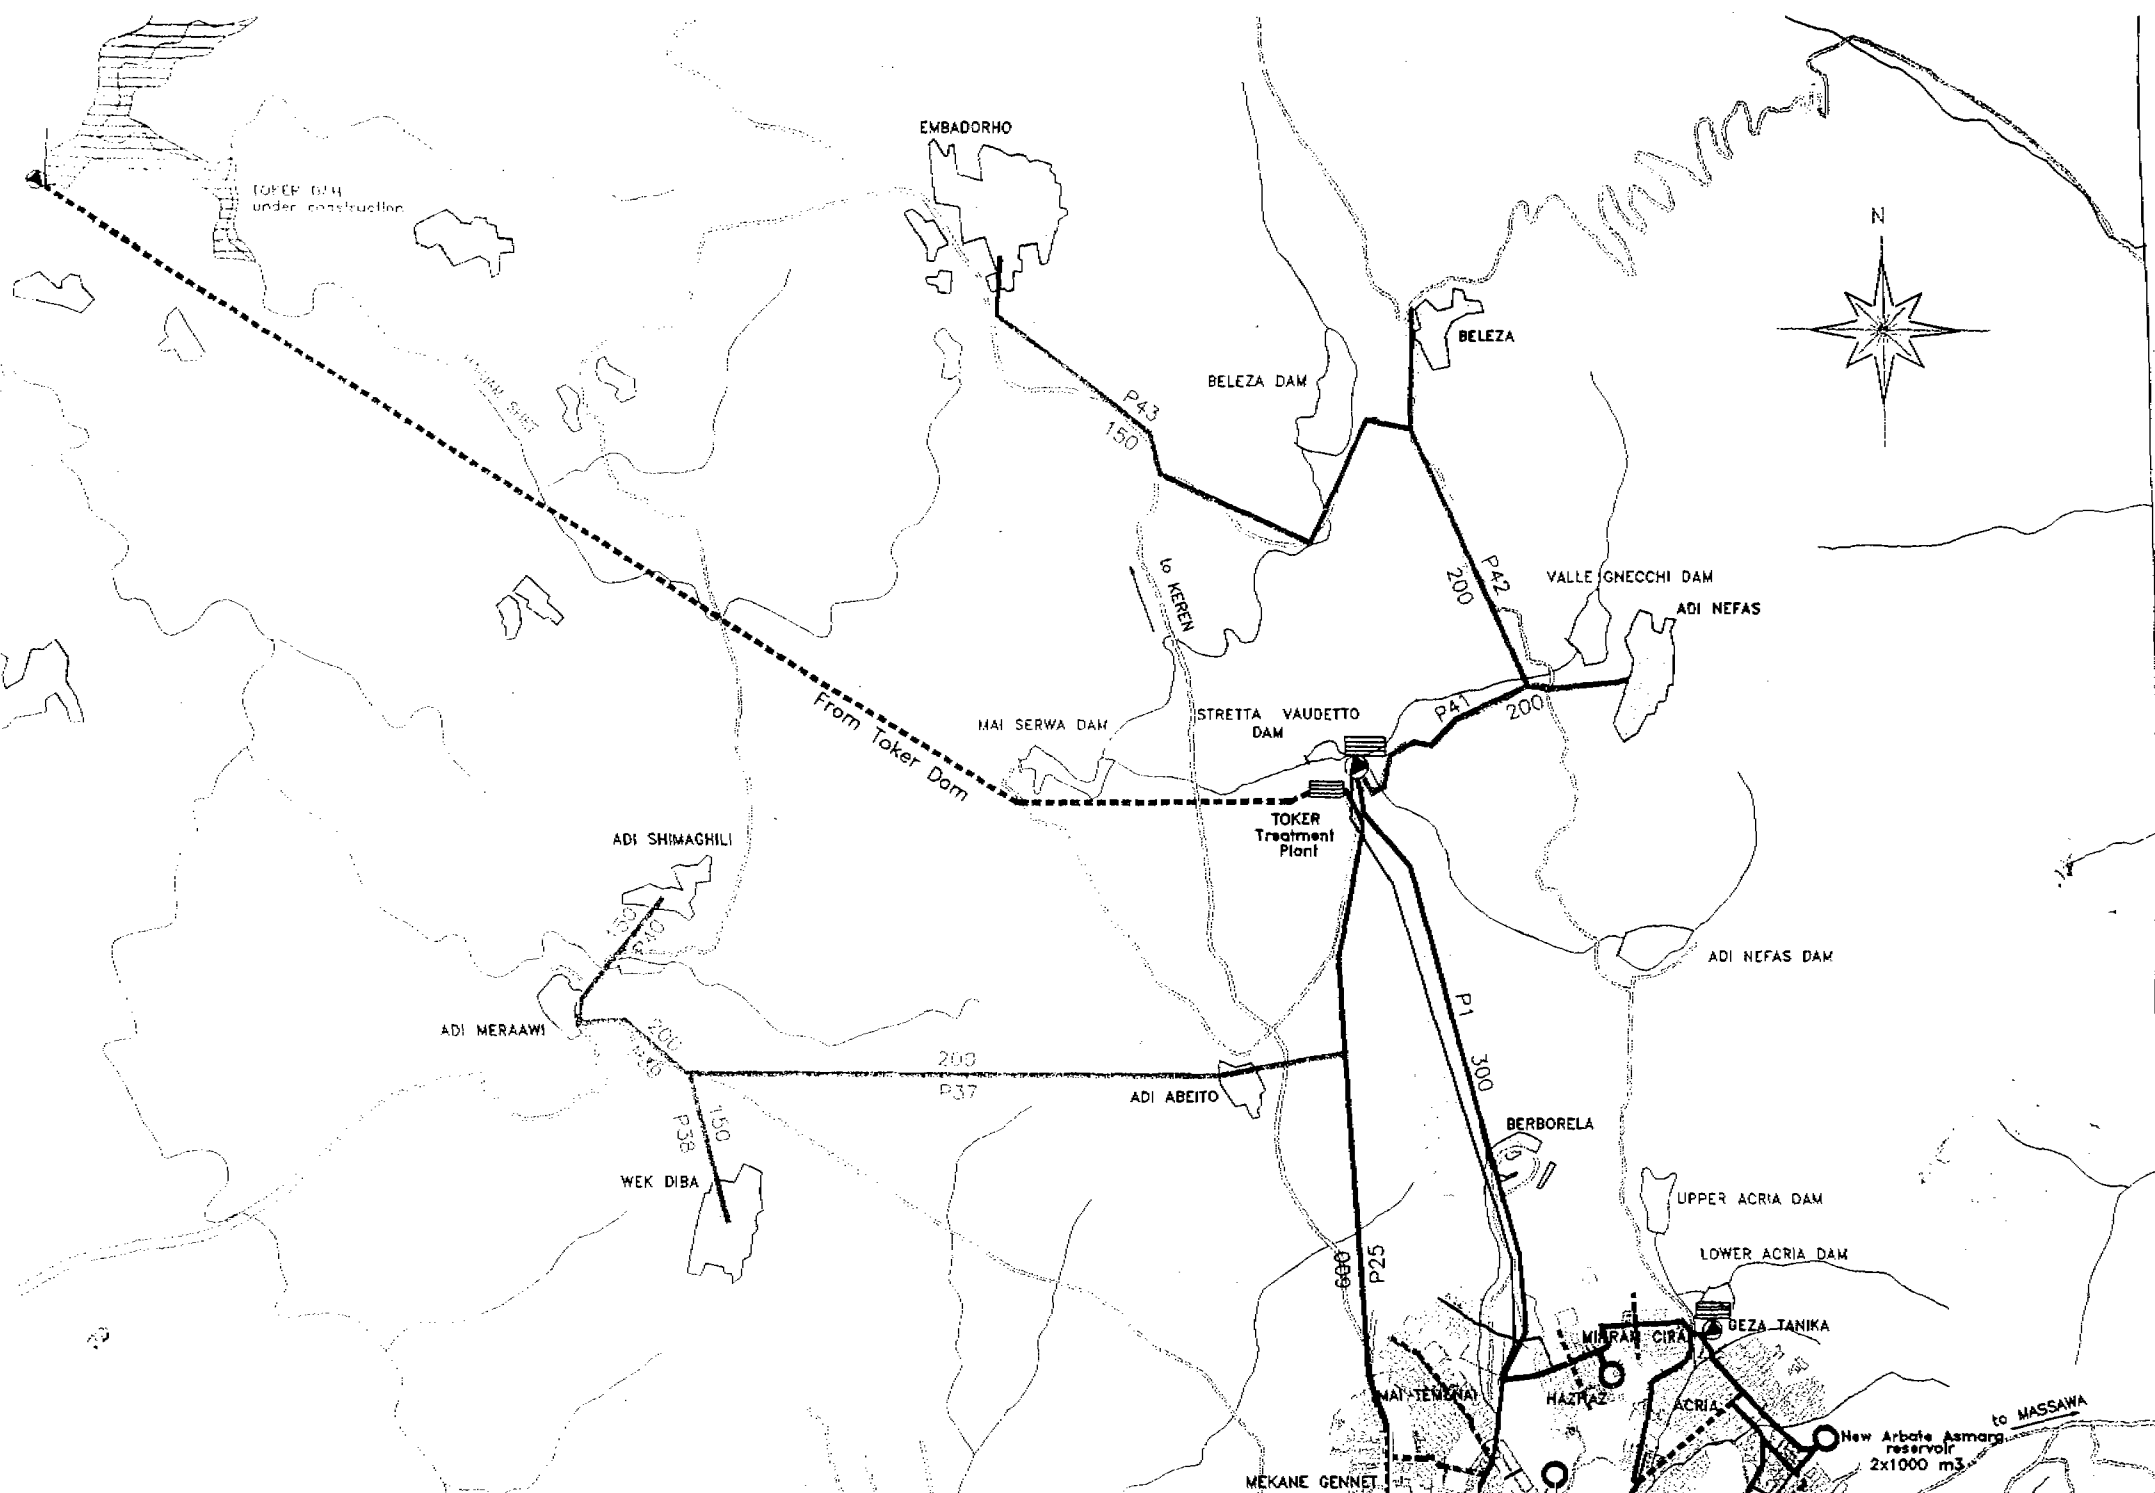 EMBADORHO
under construction
N
BELEZA
BELEZA DAM
P43
150
to KEREN
P42
200
VALLE GNECCHI DAM
ADI NEFAS
From Toker Dam
MAI SERWA DAM
STRETTA VAUDETTO
DAM
P41
200
TOKER
Treatment
Plant
ADI SHIMAGHILI
150
P40
ADI NEFAS DAM
ADI MERAAWI
200
P1
300
200
P37
ADI ABEITO
P38
150
BERBORELA
WEK DIBA
UPPER ACRIA DAM
LOWER ACRIA DAM
600
P25
GEZA TANIKA
MAI TEMENAI
HAZHAZ
ACRIA
to MASSAWA
New Arbate Asmara
reservoir
2x1000 m3
MEKANE GENNET